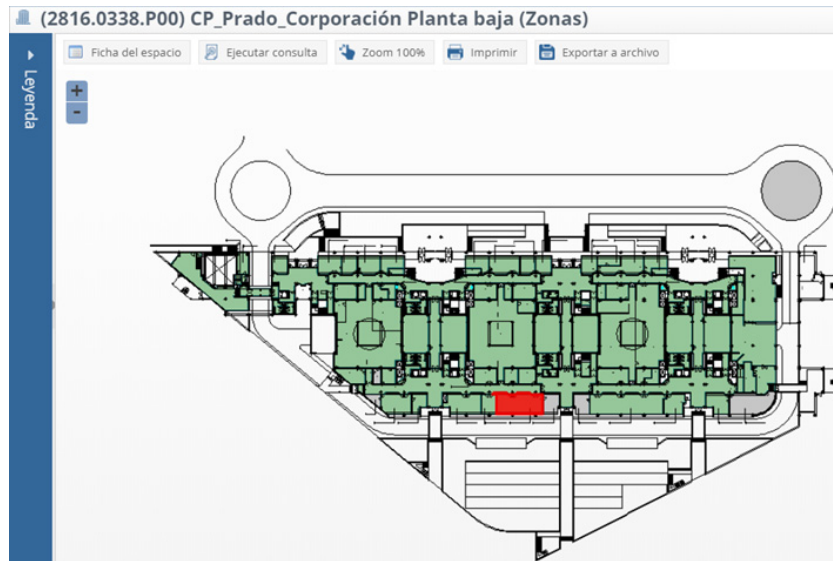 (2816.0338.P00) CP_Prado_Corporación Planta baja (Zonas)
Ficha del espacio
Ejecutar consulta
Zoom 100%
Imprimir
Exportar a archivo
Leyenda
+
-